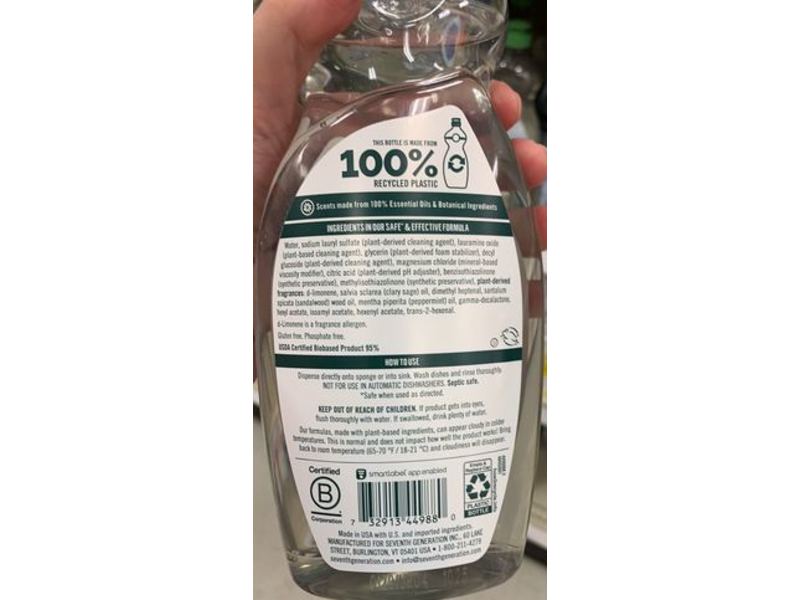 THIS BOTTLE IS MADE FROM
100%
RECYCLED PLASTIC
Scents made from 100% Essential Oils & Botanical Ingredients
INGREDIENTS IN OUR SAFE* & EFFECTIVE FORMULA
Water, sodium lauryl sulfate (plant-derived cleaning agent), lauramine oxide
(plant-based cleaning agent), glycerin (plant-derived foam stabilizer), decyl
glucoside (plant-derived cleaning agent), magnesium chloride (mineral-based
viscosity modifier), citric acid (plant-derived pH adjuster), benzisothiazolinone
(synthetic preservative), methylisothiazolinone (synthetic preservative), plant-derived
fragrances: d-limonene, salvia sclarea (clary sage) oil, dimethyl heptenal, santalum
spicata (sandalwood) wood oil, mentha piperita (peppermint) oil, gamma-decalactone,
hexyl acetate, isoamyl acetate, hexenyl acetate, trans-2-hexenal.
d-Limonene is a fragrance allergen.
Gluten free. Phosphate free.
USDA Certified Biobased Product 95%
HOW TO USE
Dispense directly onto sponge or into sink. Wash dishes and rinse thoroughly.
NOT FOR USE IN AUTOMATIC DISHWASHERS. Septic safe.
*Safe when used as directed.
KEEP OUT OF REACH OF CHILDREN. If product gets into eyes,
flush thoroughly with water. If swallowed, drink plenty of water.
Our formulas, made with plant-based ingredients, can appear cloudy in colder
temperatures. This is normal and does not impact how well the product works! Bring
back to room temperature (65-70 °F / 18-21 °C) and cloudiness will disappear.
Certified
B
Corporation
smartlabel app enabled
7 32913 44988 0
Empty & Replace Cap
PLASTIC
BOTTLE
Made in USA with U.S. and imported ingredients.
MANUFACTURED FOR SEVENTH GENERATION INC., 60 LAKE
STREET, BURLINGTON, VT 05401 USA • 1-800-211-4279
seventhgeneration.com • info@seventhgeneration.com